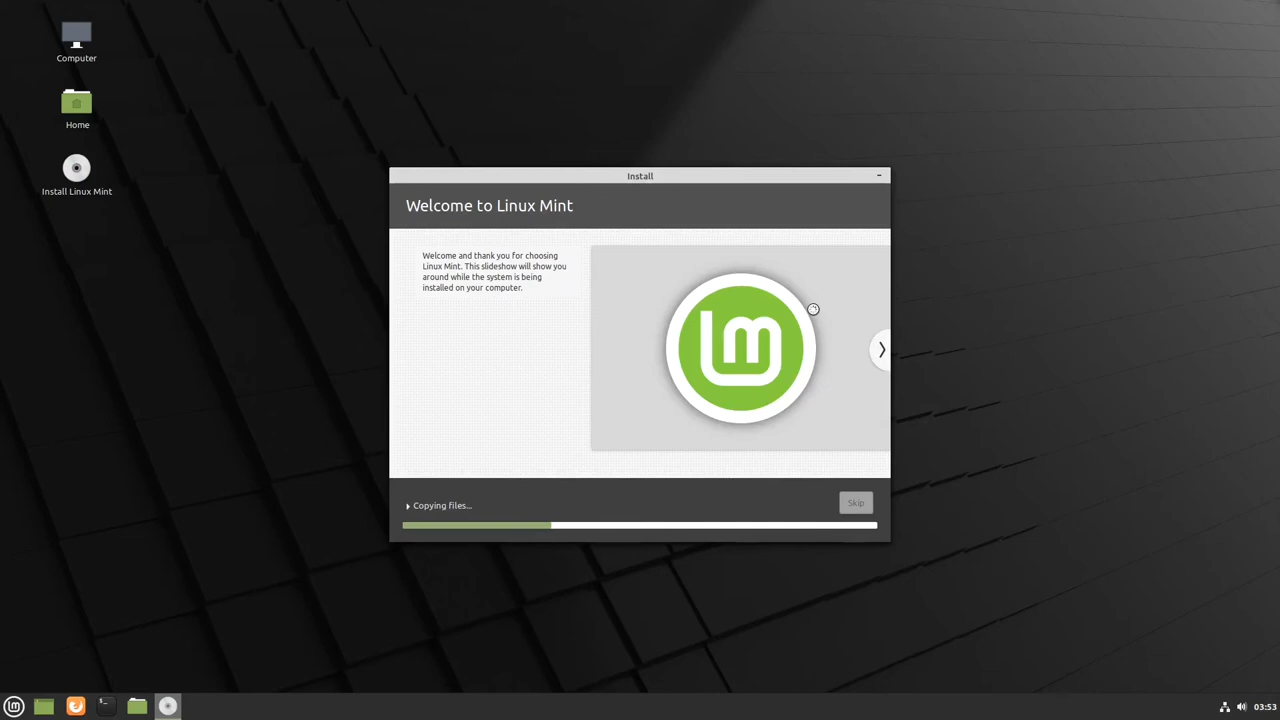 Computer
Home
Install Linux Mint
Install
Welcome to Linux Mint
Welcome and thank you for choosing
Linux Mint. This slideshow will show you
around while the system is being
installed on your computer.
Copying files...
Skip
03:53